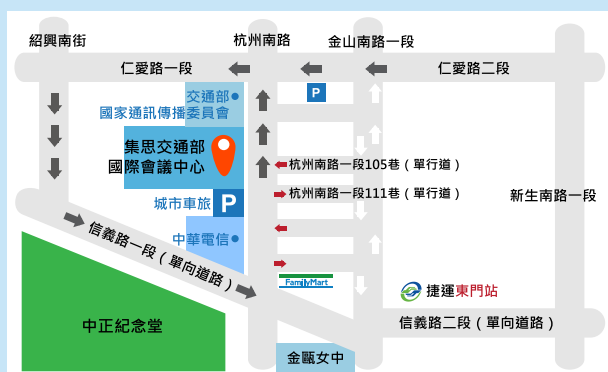 紹興南街
杭州南路
金山南路一段
仁愛路一段
仁愛路二段
交通部
國家通訊傳播委員會
P
集思交通部
國際會議中心
杭州南路一段105巷（單行道）
杭州南路一段111巷（單行道）
新生南路一段
城市車旅
P
信義路一段（單向道路）
中華電信
FamilyMart
捷運東門站
信義路二段（單向道路）
中正紀念堂
金甌女中